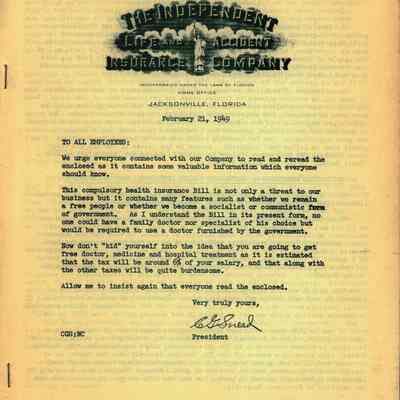 THE INDEPENDENT
LIFE AND ACCIDENT
INSURANCE COMPANY
INCORPORATED UNDER THE LAWS OF FLORIDA
HOME OFFICE
JACKSONVILLE, FLORIDA
February 21, 1949
TO ALL EMPLOYEES:
We urge everyone connected with our Company to read and reread the
enclosed as it contains some valuable information which everyone
should know.
This compulsory health insurance Bill is not only a threat to our
business but it contains many features such as whether we remain
a free people or whether we become a socialist or communistic form
of government. As I understand the Bill in its present form, no
one could have a family doctor nor specialist of his choice but
would be required to use a doctor furnished by the government.
Now don't "kid" yourself into the idea that you are going to get
free doctor, medicine and hospital treatment as it is estimated
that the tax will be around 6% of your salary, and that along with
the other taxes will be quite burdensome.
Allow me to insist again that everyone read the enclosed.
Very truly yours,
C G Snead
President
CGS;NC